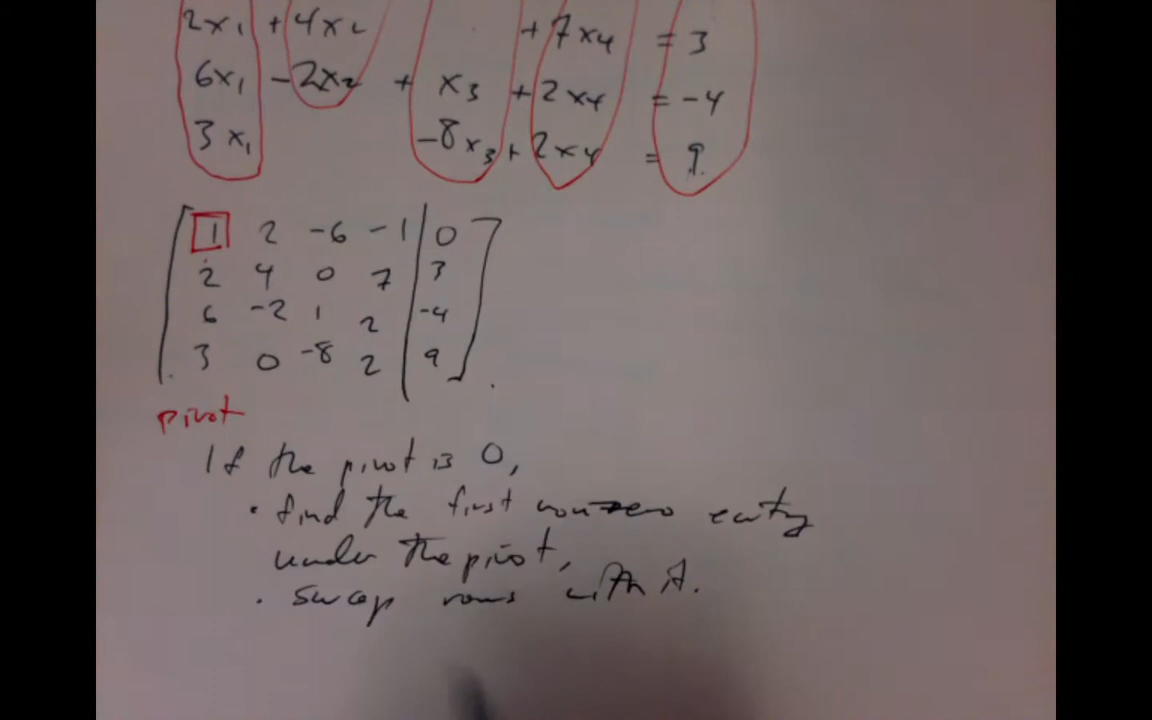 2x₁ + 4x₂ + 7x₄ = 3
6x₁ - 2x₂ + x₃ + 2x₄ = -4
3x₁ -8x₃ + 2x₄ = 9
1 2 -6 -1 | 0
2 4 0 7 | 3
6 -2 1 2 | -4
3 0 -8 2 | 9
pivot
If the pivot is 0,
• find the first nonzero entry
under the pivot,
• swap rows with it.